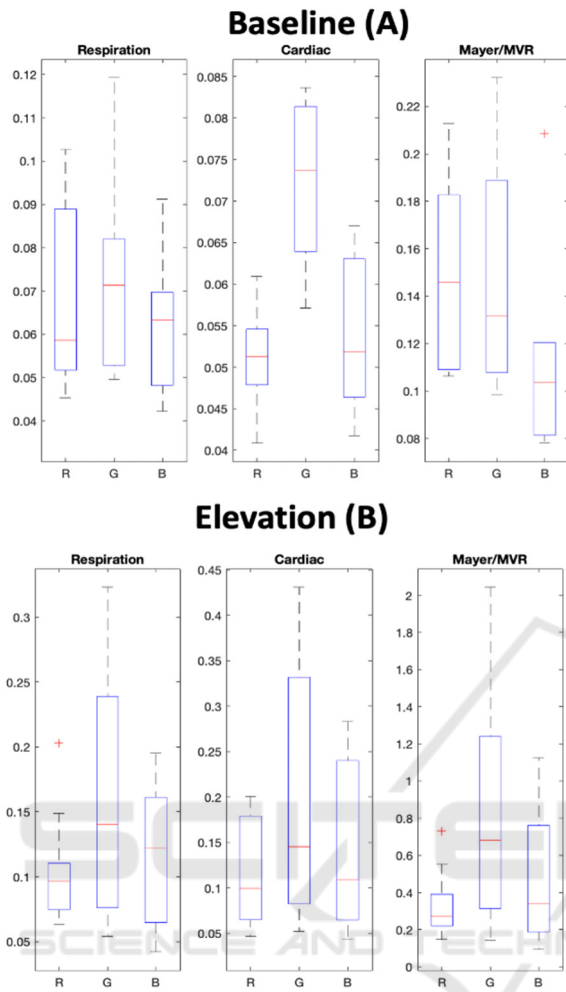 Baseline (A)
Respiration Cardiac Mayer/MVR
0.12 0.085 0.22
0.11 0.08 0.2
0.1 0.075 0.18
0.09 0.07 0.16
0.08 0.065 0.14
0.07 0.06 0.12
0.06 0.055 0.1
0.05 0.05 0.08
0.04 0.045
0.04
R G B R G B R G B
Elevation (B)
Respiration Cardiac Mayer/MVR
0.3 0.45 2
0.25 0.4 1.8
0.2 0.35 1.6
0.15 0.3 1.4
0.1 0.25 1.2
0.05 0.2 1
0.15 0.8
0.1 0.6
0.05 0.4
0.2
0
R G B R G B R G B
SCITE
SCIENCE AND TECHN